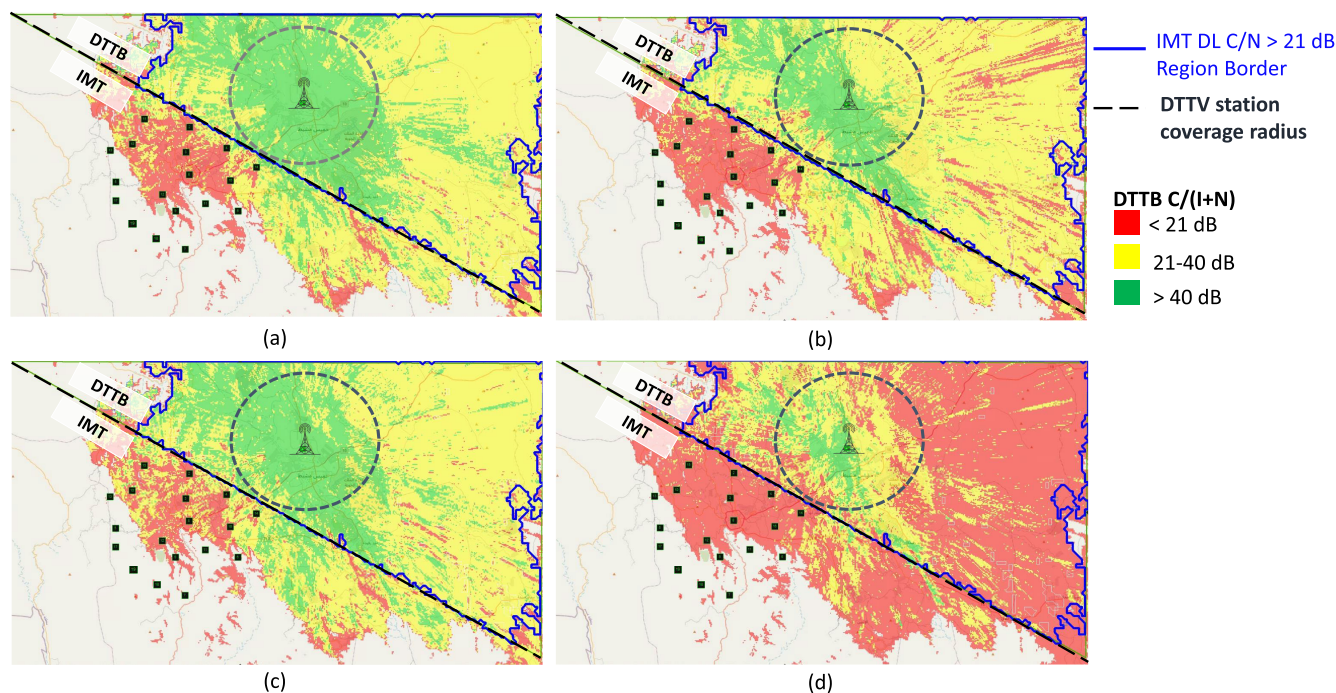 DTTB
IMT
(a)
DTTB
IMT
(b)
IMT DL C/N > 21 dB
Region Border
DTTV station
coverage radius
DTTB C/(I+N)
< 21 dB
21-40 dB
> 40 dB
DTTB
IMT
(c)
DTTB
IMT
(d)